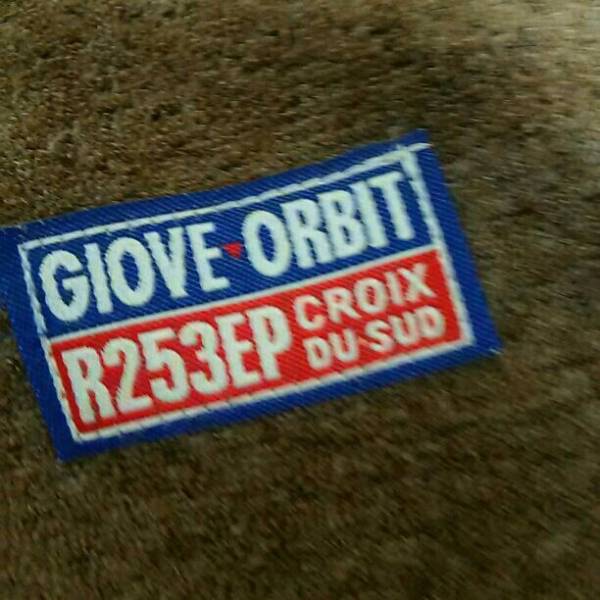 GIOVE ORBIT
R253EP CROIX
DU-SUD